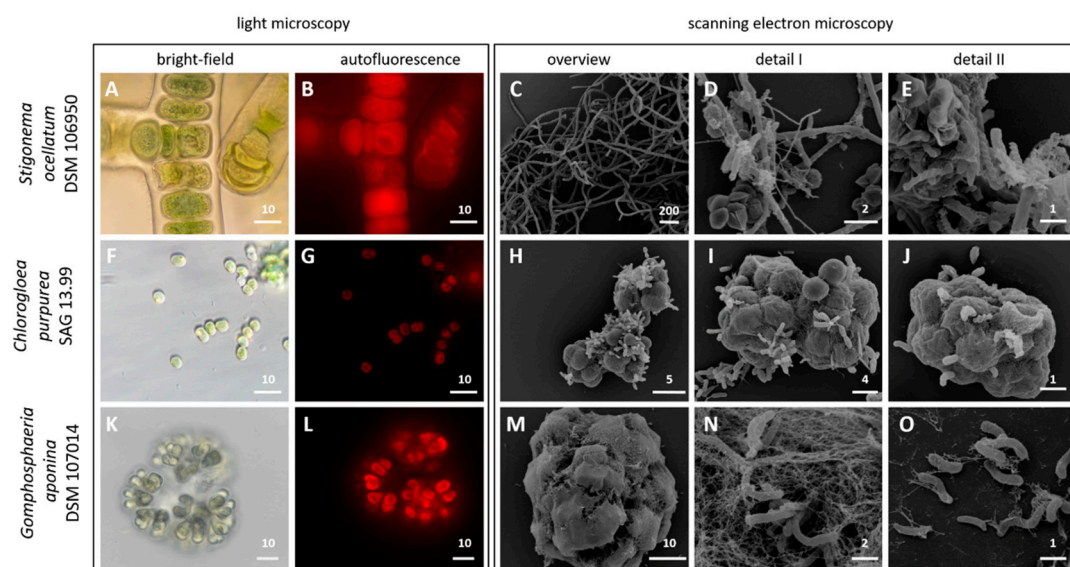 light microscopy
scanning electron microscopy
bright-field
autofluorescence
overview
detail I
detail II
Stigonema
ocellatum
DSM 106950
A
10
B
10
C
200
D
2
E
1
Chlorogloea
purpurea
SAG 13.99
F
10
G
10
H
5
I
4
J
1
Gomphosphaeria
aponina
DSM 107014
K
10
L
10
M
10
N
2
O
1